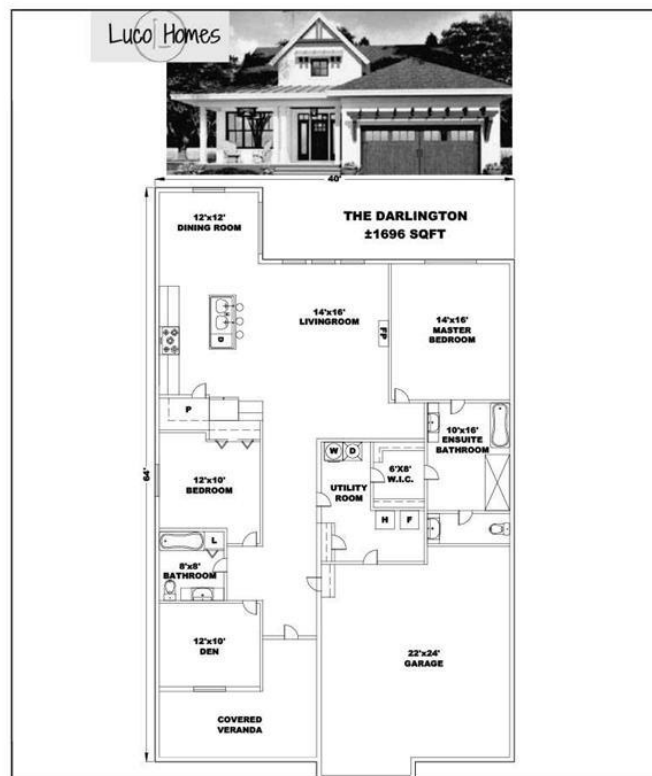 Luco Homes
40'
12'x12'
DINING ROOM
THE DARLINGTON
±1696 SQFT
14'x16'
LIVINGROOM
FP
14'x16'
MASTER
BEDROOM
P
10'x16'
ENSUITE
BATHROOM
64'
12'x10'
BEDROOM
W D
6'X8'
W.I.C.
UTILITY
ROOM
H F
L
8'x8'
BATHROOM
12'x10'
DEN
22'x24'
GARAGE
COVERED
VERANDA